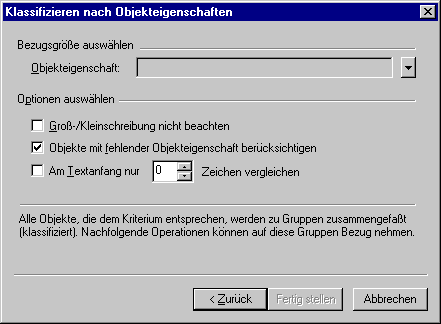 Klassifizieren nach Objekteigenschaften
Bezugsgröße auswählen
Objekteigenschaft:
Optionen auswählen
Groß-/Kleinschreibung nicht beachten
Objekte mit fehlender Objekteigenschaft berücksichtigen
Am Textanfang nur 0 Zeichen vergleichen
Alle Objekte, die dem Kriterium entsprechen, werden zu Gruppen zusammengefaßt
(klassifiziert). Nachfolgende Operationen können auf diese Gruppen Bezug nehmen.
< Zurück Fertig stellen Abbrechen